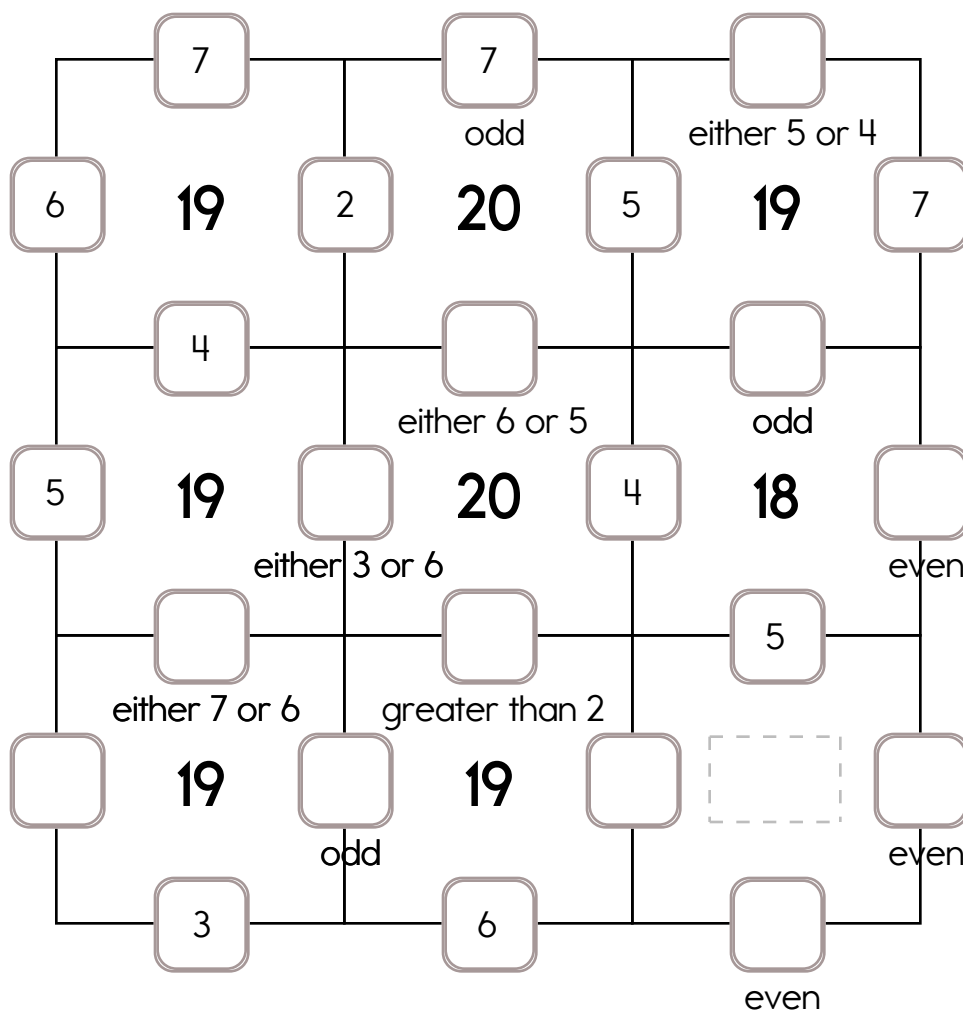 7 7
odd either 5 or 4
6 19 2 20 5 19 7
4
either 6 or 5 odd
5 19 20 4 18
either 3 or 6 even
5
either 7 or 6 greater than 2
19 19
odd even
3 6
even